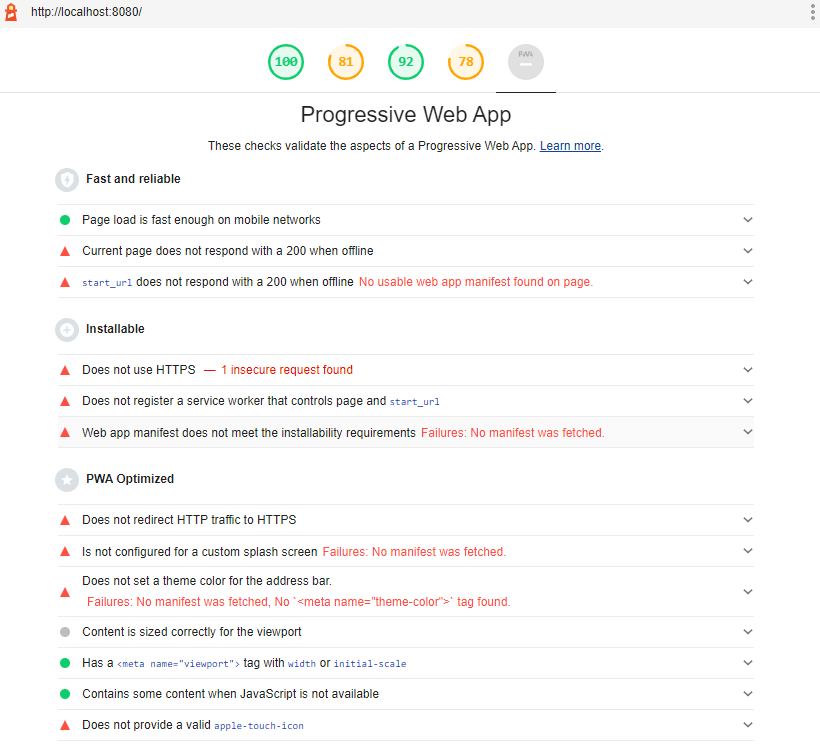 http://localhost:8080/
100
81
92
78
PWA
Progressive Web App
These checks validate the aspects of a Progressive Web App. Learn more.
Fast and reliable
Page load is fast enough on mobile networks
Current page does not respond with a 200 when offline
start_url does not respond with a 200 when offline No usable web app manifest found on page.
Installable
Does not use HTTPS — 1 insecure request found
Does not register a service worker that controls page and start_url
Web app manifest does not meet the installability requirements Failures: No manifest was fetched.
PWA Optimized
Does not redirect HTTP traffic to HTTPS
Is not configured for a custom splash screen Failures: No manifest was fetched.
Does not set a theme color for the address bar.
Failures: No manifest was fetched, No `<meta name="theme-color">` tag found.
Content is sized correctly for the viewport
Has a <meta name="viewport"> tag with width or initial-scale
Contains some content when JavaScript is not available
Does not provide a valid apple-touch-icon